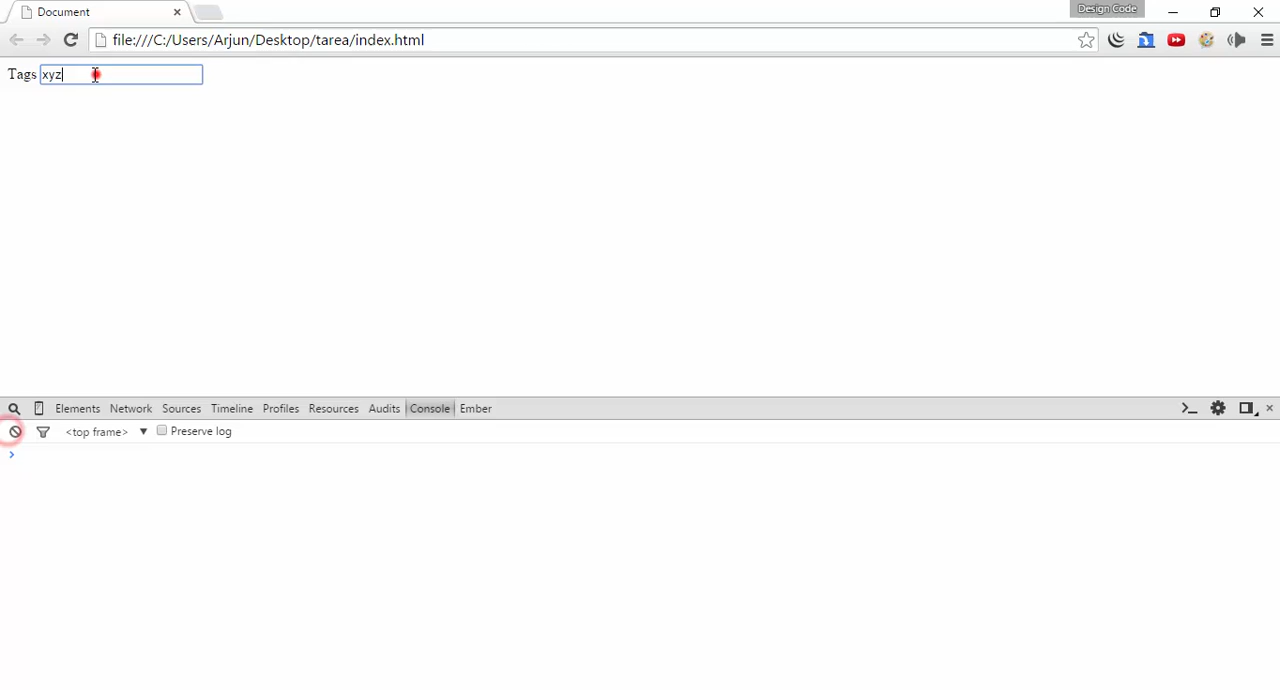 Document
Design Code
file:///C:/Users/Arjun/Desktop/tarea/index.html
Tags xyz
Elements Network Sources Timeline Profiles Resources Audits Console Ember
<top frame> Preserve log